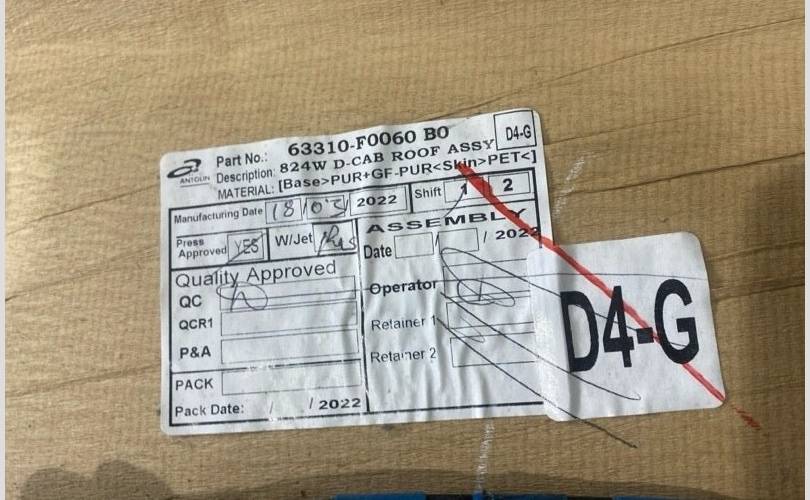 ANTOLIN
Part No.: 63310-F0060 B0
D4-G
Description: 824W D-CAB ROOF ASSY
MATERIAL: [Base>PUR+GF-PUR<Skin>PET<]
Manufacturing Date 18/03/2022 Shift 1 2
Press Approved YES W/Jet
ASSEMBLY
Date / / 2022
Quality Approved
QC
QCR1
P&A
PACK
Pack Date: / / 2022
Operator
Retainer 1
Retainer 2
D4-G